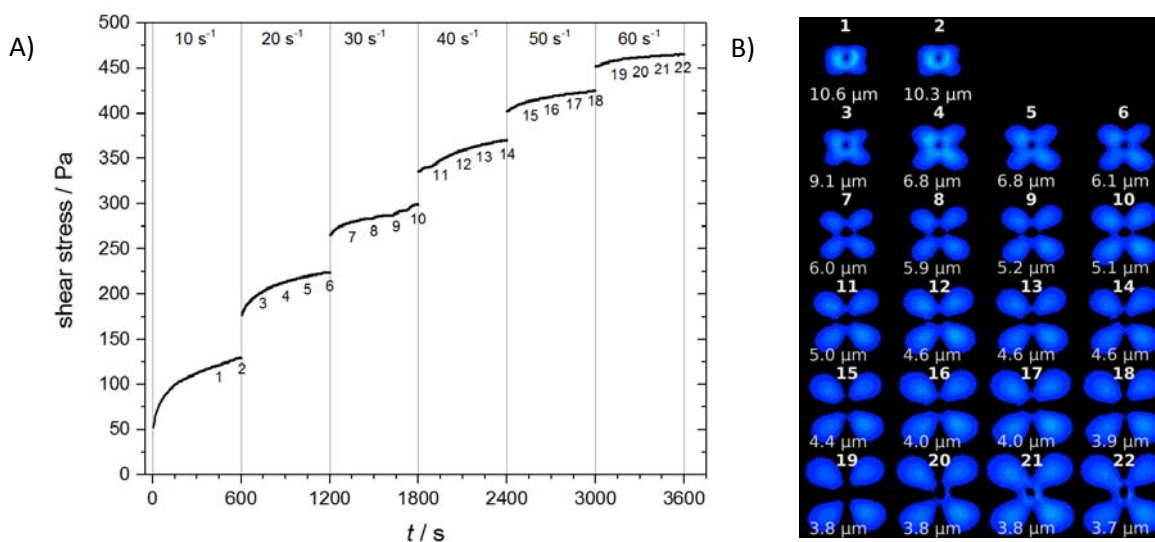 A)
500
450
400
350
300
250
200
150
100
50
0
shear stress / Pa
10 s⁻¹ 20 s⁻¹ 30 s⁻¹ 40 s⁻¹ 50 s⁻¹ 60 s⁻¹
1 2
3 4 5 6
7 8 9 10
11 12 13 14
15 16 17 18
19 20 21 22
0 600 1200 1800 2400 3000 3600
t / s
B)
1 2
10.6 µm 10.3 µm
3 4 5 6
9.1 µm 6.8 µm 6.8 µm 6.1 µm
7 8 9 10
6.0 µm 5.9 µm 5.2 µm 5.1 µm
11 12 13 14
5.0 µm 4.6 µm 4.6 µm 4.6 µm
15 16 17 18
4.4 µm 4.0 µm 4.0 µm 3.9 µm
19 20 21 22
3.8 µm 3.8 µm 3.8 µm 3.7 µm